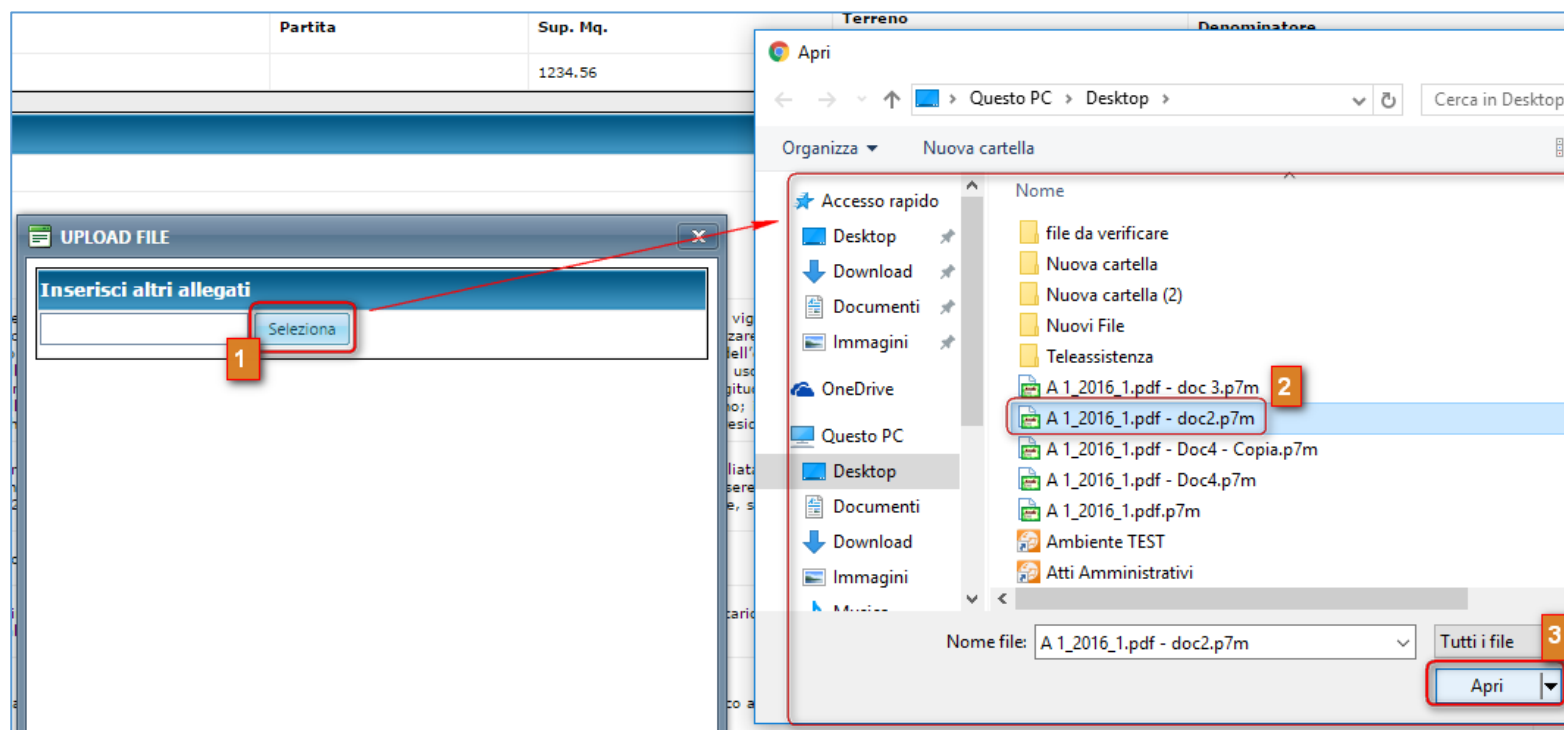 Partita
Sup. Mq.
Terreno
Denominatore
1234.56
Apri
Questo PC
Desktop
Cerca in Desktop
Organizza
Nuova cartella
UPLOAD FILE
Inserisci altri allegati
Seleziona
1
Accesso rapido
Desktop
Download
Documenti
Immagini
OneDrive
Questo PC
Desktop
Documenti
Download
Immagini
Nome
file da verificare
Nuova cartella
Nuova cartella (2)
Nuovi File
Teleassistenza
A 1_2016_1.pdf - doc 3.p7m
2
A 1_2016_1.pdf - doc2.p7m
A 1_2016_1.pdf - Doc4 - Copia.p7m
A 1_2016_1.pdf - Doc4.p7m
A 1_2016_1.pdf.p7m
Ambiente TEST
Atti Amministrativi
Nome file: A 1_2016_1.pdf - doc2.p7m
Tutti i file
3
Apri